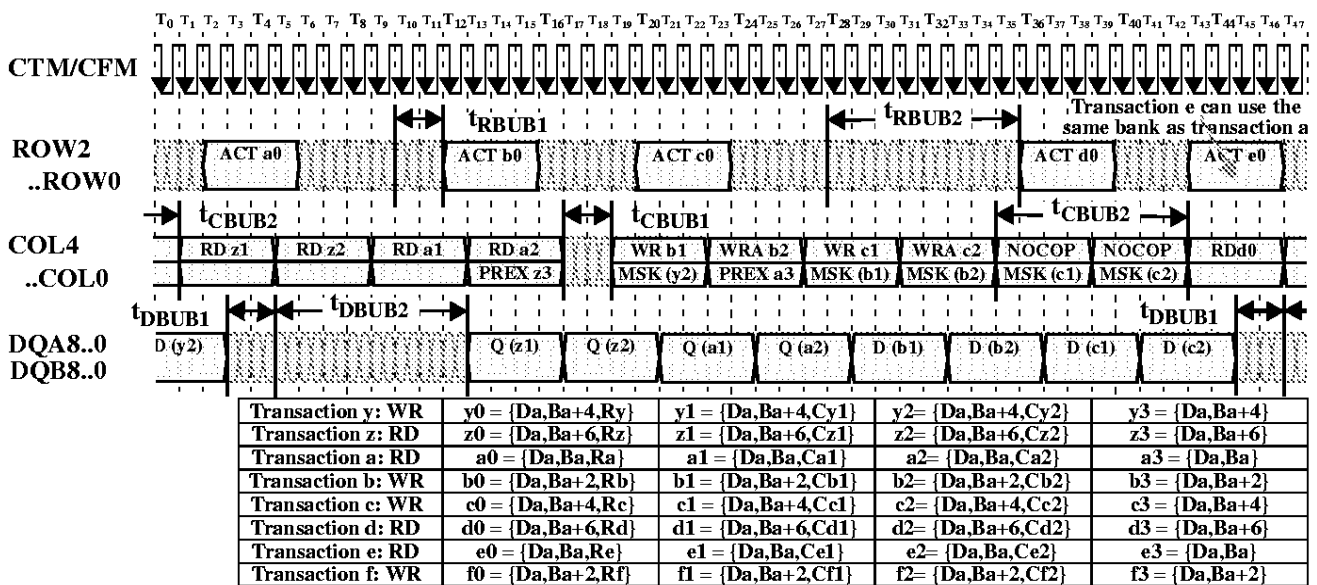 T0 T1 T2 T3 T4 T5 T6 T7 T8 T9 T10 T11 T12 T13 T14 T15 T16 T17 T18 T19 T20 T21 T22 T23 T24 T25 T26 T27 T28 T29 T30 T31 T32 T33 T34 T35 T36 T37 T38 T39 T40 T41 T42 T43 T44 T45 T46 T47
CTM/CFM
tRBUB1 tRBUB2 Transaction e can use the
same bank as transaction a
ROW2
..ROW0
ACT a0 ACT b0 ACT c0 ACT d0 ACT e0
tCBUB2 tCBUB1 tCBUB2
COL4
..COL0
RD z1 RD z2 RD a1 RD a2 WR b1 WRA b2 WR c1 WRA c2 NOCOP NOCOP RDd0
PREX z3 MSK (y2) PREX a3 MSK (b1) MSK (b2) MSK (c1) MSK (c2)
tDBUB1 tDBUB2 tDBUB1
DQA8..0
DQB8..0
D (y2) Q (z1) Q (z2) Q (a1) Q (a2) D (b1) D (b2) D (c1) D (c2)
Transaction y: WR y0 = {Da,Ba+4,Ry} y1 = {Da,Ba+4,Cy1} y2= {Da,Ba+4,Cy2} y3 = {Da,Ba+4}
Transaction z: RD z0 = {Da,Ba+6,Rz} z1 = {Da,Ba+6,Cz1} z2= {Da,Ba+6,Cz2} z3 = {Da,Ba+6}
Transaction a: RD a0 = {Da,Ba,Ra} a1 = {Da,Ba,Ca1} a2= {Da,Ba,Ca2} a3 = {Da,Ba}
Transaction b: WR b0 = {Da,Ba+2,Rb} b1 = {Da,Ba+2,Cb1} b2= {Da,Ba+2,Cb2} b3 = {Da,Ba+2}
Transaction c: WR c0 = {Da,Ba+4,Rc} c1 = {Da,Ba+4,Cc1} c2= {Da,Ba+4,Cc2} c3 = {Da,Ba+4}
Transaction d: RD d0 = {Da,Ba+6,Rd} d1 = {Da,Ba+6,Cd1} d2= {Da,Ba+6,Cd2} d3 = {Da,Ba+6}
Transaction e: RD e0 = {Da,Ba,Re} e1 = {Da,Ba,Ce1} e2= {Da,Ba,Ce2} e3 = {Da,Ba}
Transaction f: WR f0 = {Da,Ba+2,Rf} f1 = {Da,Ba+2,Cf1} f2= {Da,Ba+2,Cf2} f3 = {Da,Ba+2}